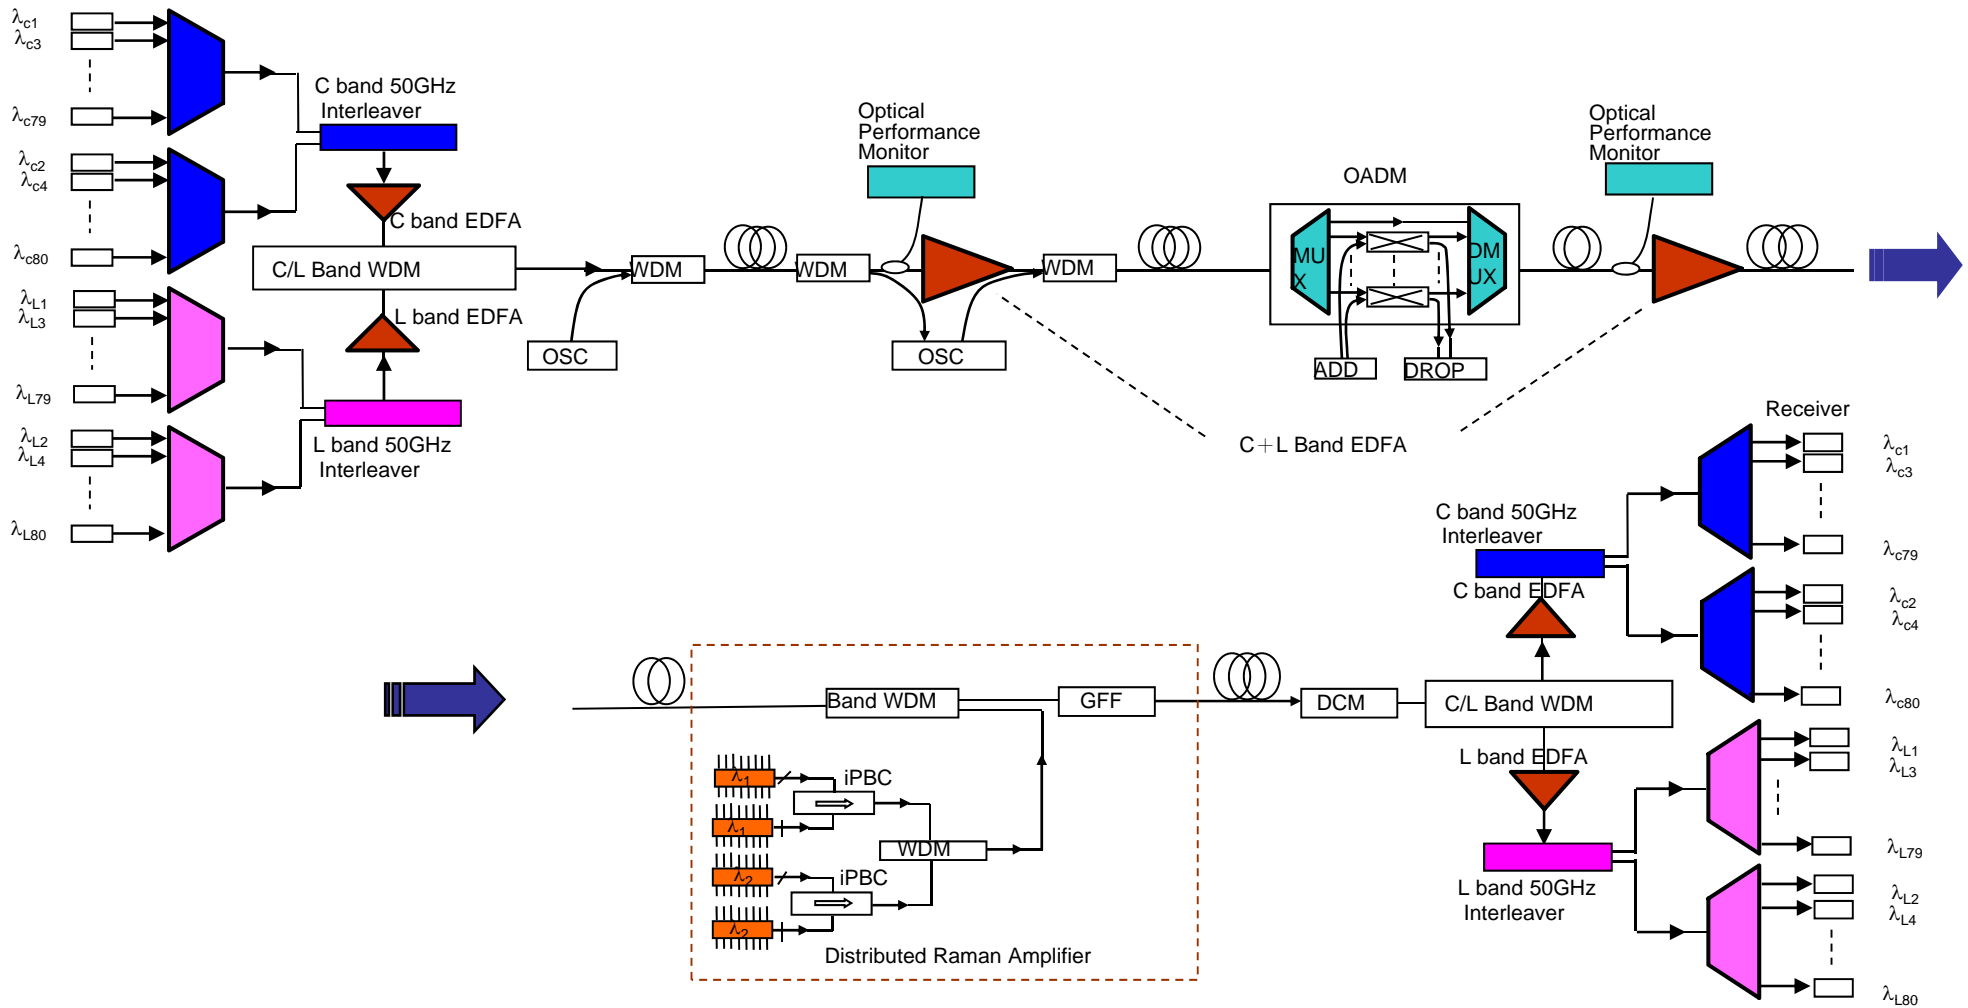 λc1
λc3
λc79
λc2
λc4
λc80
λL1
λL3
λL79
λL2
λL4
λL80
C band 50GHz
Interleaver
C band EDFA
C/L Band WDM
L band EDFA
L band 50GHz
Interleaver
OSC
WDM
WDM
Optical
Performance
Monitor
OSC
WDM
OADM
MU
X
DM
UX
ADD
DROP
Optical
Performance
Monitor
C+L Band EDFA
Receiver
λc1
λc3
λc79
C band 50GHz
Interleaver
C band EDFA
λc2
λc4
λc80
Band WDM
GFF
DCM
C/L Band WDM
L band EDFA
λ1
iPBC
λ1
WDM
λ2
iPBC
λ2
Distributed Raman Amplifier
L band 50GHz
Interleaver
λL1
λL3
λL79
λL2
λL4
λL80